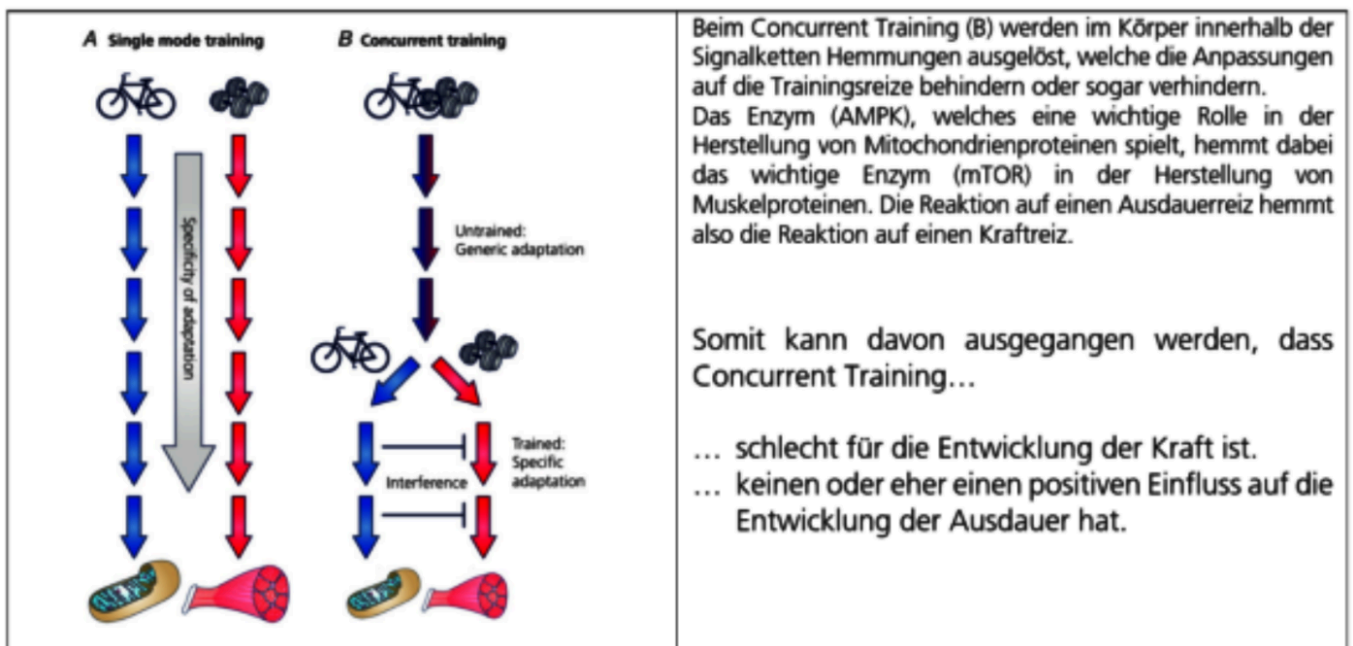 A Single mode training
B Concurrent training
Specificity of adaptation
Untrained:
Generic adaptation
Trained:
Specific
adaptation
Interference
Beim Concurrent Training (B) werden im Körper innerhalb der
Signalketten Hemmungen ausgelöst, welche die Anpassungen
auf die Trainingsreize behindern oder sogar verhindern.
Das Enzym (AMPK), welches eine wichtige Rolle in der
Herstellung von Mitochondrienproteinen spielt, hemmt dabei
das wichtige Enzym (mTOR) in der Herstellung von
Muskelproteinen. Die Reaktion auf einen Ausdauerreiz hemmt
also die Reaktion auf einen Kraftreiz.
Somit kann davon ausgegangen werden, dass
Concurrent Training…
… schlecht für die Entwicklung der Kraft ist.
… keinen oder eher einen positiven Einfluss auf die
Entwicklung der Ausdauer hat.